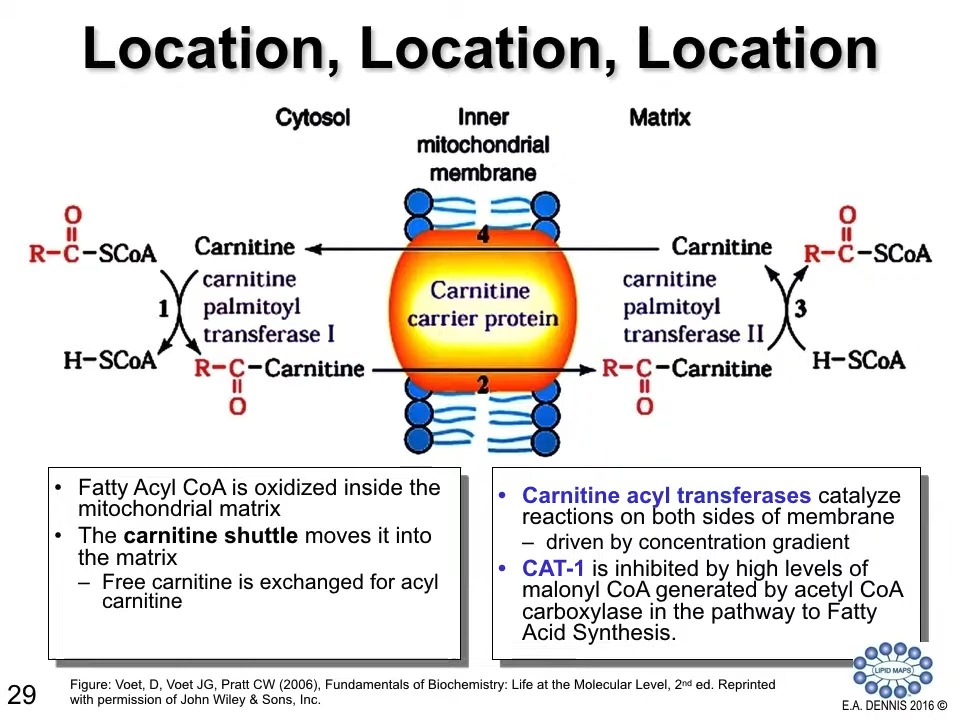 Location, Location, Location
Cytosol
Inner
mitochondrial
membrane
Matrix
O
R–C–SCoA
Carnitine
4
Carnitine
O
R–C–SCoA
1
carnitine
palmitoyl
transferase I
Carnitine
carrier protein
carnitine
palmitoyl
transferase II
3
H–SCoA
R–C–Carnitine
O
2
R–C–Carnitine
O
H–SCoA
• Fatty Acyl CoA is oxidized inside the
mitochondrial matrix
• The carnitine shuttle moves it into
the matrix
– Free carnitine is exchanged for acyl
carnitine
• Carnitine acyl transferases catalyze
reactions on both sides of membrane
– driven by concentration gradient
• CAT-1 is inhibited by high levels of
malonyl CoA generated by acetyl CoA
carboxylase in the pathway to Fatty
Acid Synthesis.
29
Figure: Voet, D, Voet JG, Pratt CW (2006), Fundamentals of Biochemistry: Life at the Molecular Level, 2nd ed. Reprinted
with permission of John Wiley & Sons, Inc.
LIPID MAPS
E.A. DENNIS 2016 ©